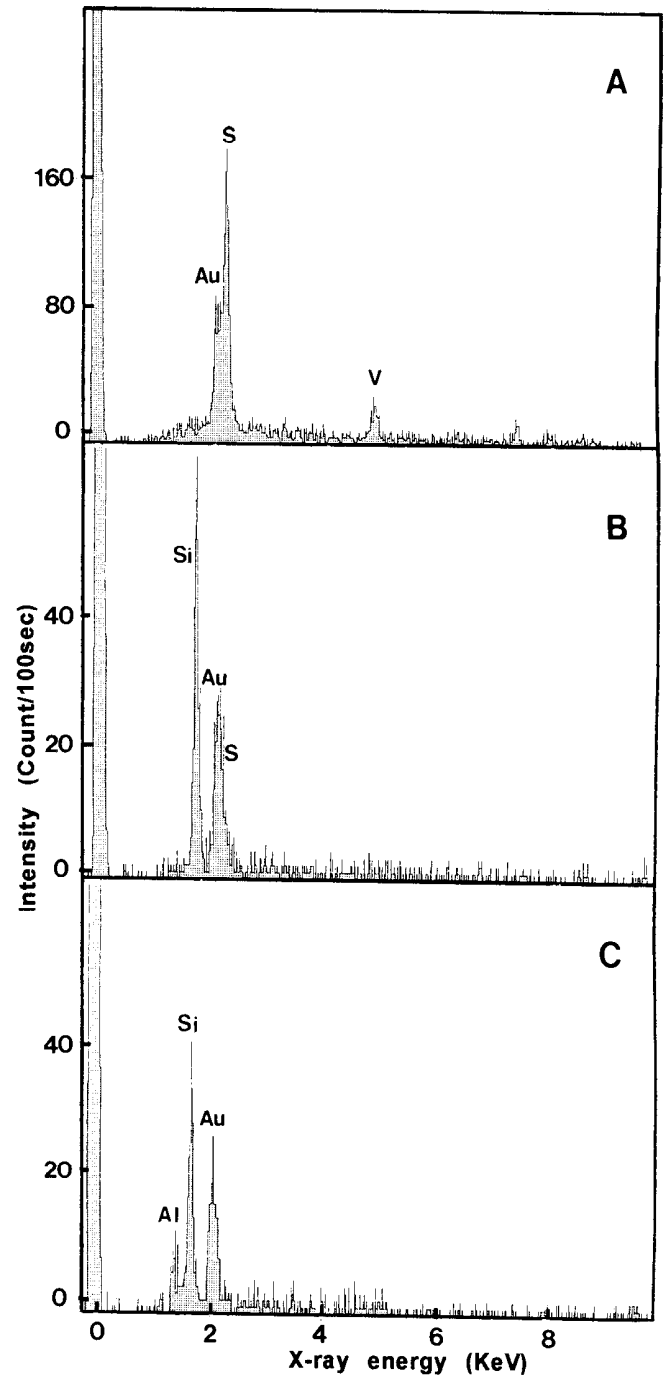 A
S
160
Au
80
V
0
B
Si
40
Au
20
S
0
C
Si
40
Au
20
Al
0
0 2 4 6 8
X-ray energy (KeV)
Intensity (Count/100sec)